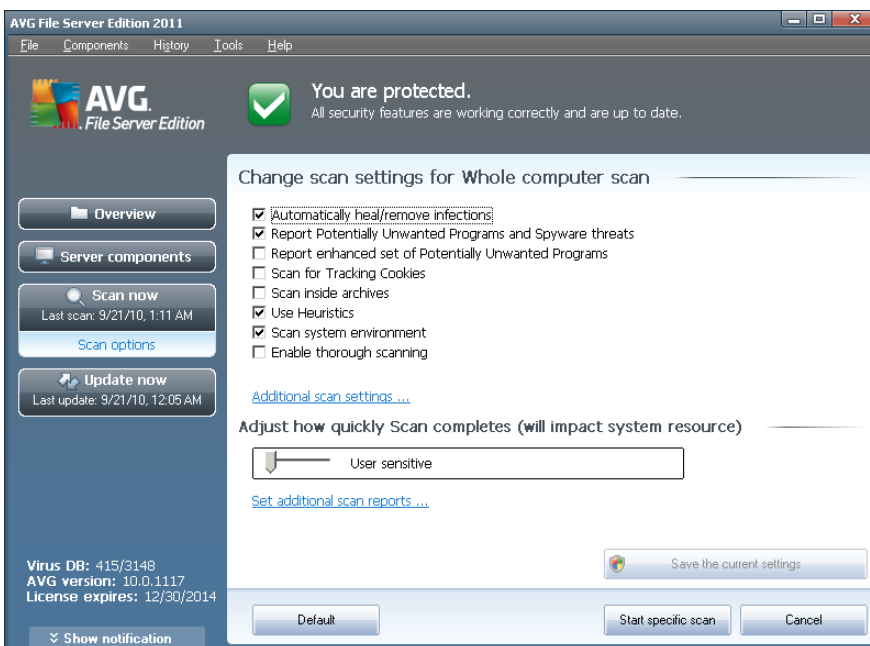 AVG File Server Edition 2011
File Components History Tools Help
AVG.
File Server Edition
You are protected.
All security features are working correctly and are up to date.
Change scan settings for Whole computer scan
Overview
Server components
Scan now
Last scan: 9/21/10, 1:11 AM
Scan options
Update now
Last update: 9/21/10, 12:05 AM
Automatically heal/remove infections
Report Potentially Unwanted Programs and Spyware threats
Report enhanced set of Potentially Unwanted Programs
Scan for Tracking Cookies
Scan inside archives
Use Heuristics
Scan system environment
Enable thorough scanning
Additional scan settings ...
Adjust how quickly Scan completes (will impact system resource)
User sensitive
Set additional scan reports ...
Virus DB: 415/3148
AVG version: 10.0.1117
License expires: 12/30/2014
Show notification
Save the current settings
Default
Start specific scan
Cancel